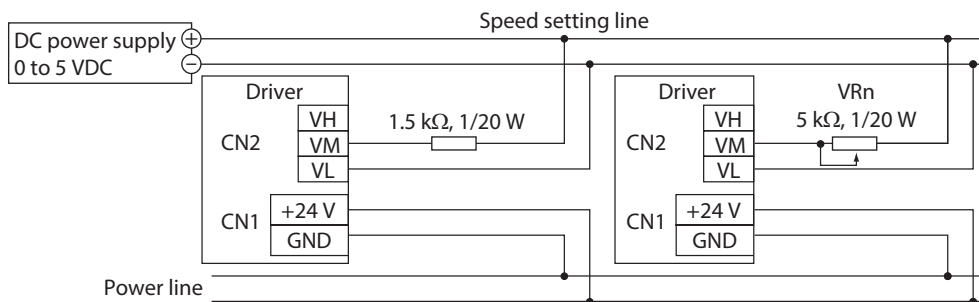 Speed setting line
DC power supply +
0 to 5 VDC −
Driver
CN2
VH
VM
VL
1.5 kΩ, 1/20 W
CN1
+24 V
GND
Driver
CN2
VH
VM
VL
VRn
5 kΩ, 1/20 W
CN1
+24 V
GND
Power line